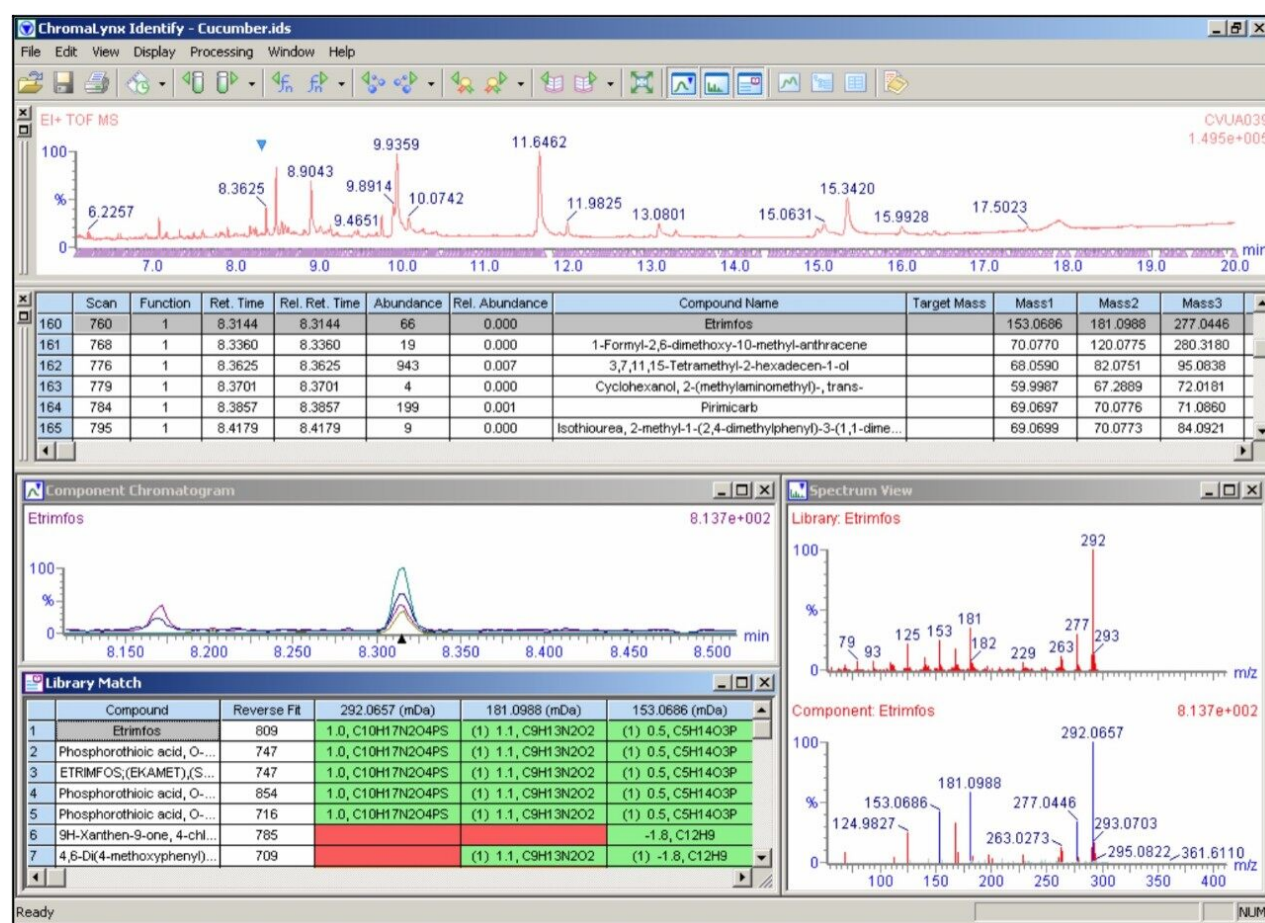 ChromaLynx Identify - Cucumber.ids
File Edit View Display Processing Window Help
EI+ TOF MS
CVUA039
1.495e+005
100
%
0
6.2257
8.3625
8.9043
9.4651
9.8914
9.9359
10.0742
11.6462
11.9825
13.0801
15.0631
15.3420
15.9928
17.5023
7.0 8.0 9.0 10.0 11.0 12.0 13.0 14.0 15.0 16.0 17.0 18.0 19.0 20.0 min
Scan Function Ret. Time Rel. Ret. Time Abundance Rel. Abundance Compound Name Target Mass Mass1 Mass2 Mass3
160 760 1 8.3144 8.3144 66 0.000 Etrimfos 153.0686 181.0988 277.0446
161 768 1 8.3360 8.3360 19 0.000 1-Formyl-2,6-dimethoxy-10-methyl-anthracene 70.0770 120.0775 280.3180
162 776 1 8.3625 8.3625 943 0.007 3,7,11,15-Tetramethyl-2-hexadecen-1-ol 68.0590 82.0751 95.0838
163 779 1 8.3701 8.3701 4 0.000 Cyclohexanol, 2-(methylaminomethyl)-, trans- 59.9987 67.2889 72.0181
164 784 1 8.3857 8.3857 199 0.001 Pirimicarb 69.0697 70.0776 71.0860
165 795 1 8.4179 8.4179 9 0.000 Isothiourea, 2-methyl-1-(2,4-dimethylphenyl)-3-(1,1-dime... 69.0699 70.0773 84.0921
Component Chromatogram
Etrimfos 8.137e+002
100
%
0
8.150 8.200 8.250 8.300 8.350 8.400 8.450 8.500 min
Library Match
Compound Reverse Fit 292.0657 (mDa) 181.0988 (mDa) 153.0686 (mDa)
1 Etrimfos 809 1.0, C10H17N2O4PS (1) 1.1, C9H13N2O2 (1) 0.5, C5H14O3P
2 Phosphorothioic acid, O-... 747 1.0, C10H17N2O4PS (1) 1.1, C9H13N2O2 (1) 0.5, C5H14O3P
3 ETRIMFOS;(EKAMET),(S... 747 1.0, C10H17N2O4PS (1) 1.1, C9H13N2O2 (1) 0.5, C5H14O3P
4 Phosphorothioic acid, O-... 854 1.0, C10H17N2O4PS (1) 1.1, C9H13N2O2 (1) 0.5, C5H14O3P
5 Phosphorothioic acid, O-... 716 1.0, C10H17N2O4PS (1) 1.1, C9H13N2O2 (1) 0.5, C5H14O3P
6 9H-Xanthen-9-one, 4-chl... 785 -1.8, C12H9
7 4,6-Di(4-methoxyphenyl)... 709 (1) 1.1, C9H13N2O2 (1) -1.8, C12H9
Spectrum View
Library: Etrimfos
100
%
0
79
93
125
153
181
182
229
263
277
292
293
m/z
Component: Etrimfos 8.137e+002
100
%
0
124.9827
153.0686
181.0988
263.0273
277.0446
292.0657
293.0703
295.0822
361.6110
100 150 200 250 300 350 400 m/z
Ready
NUM